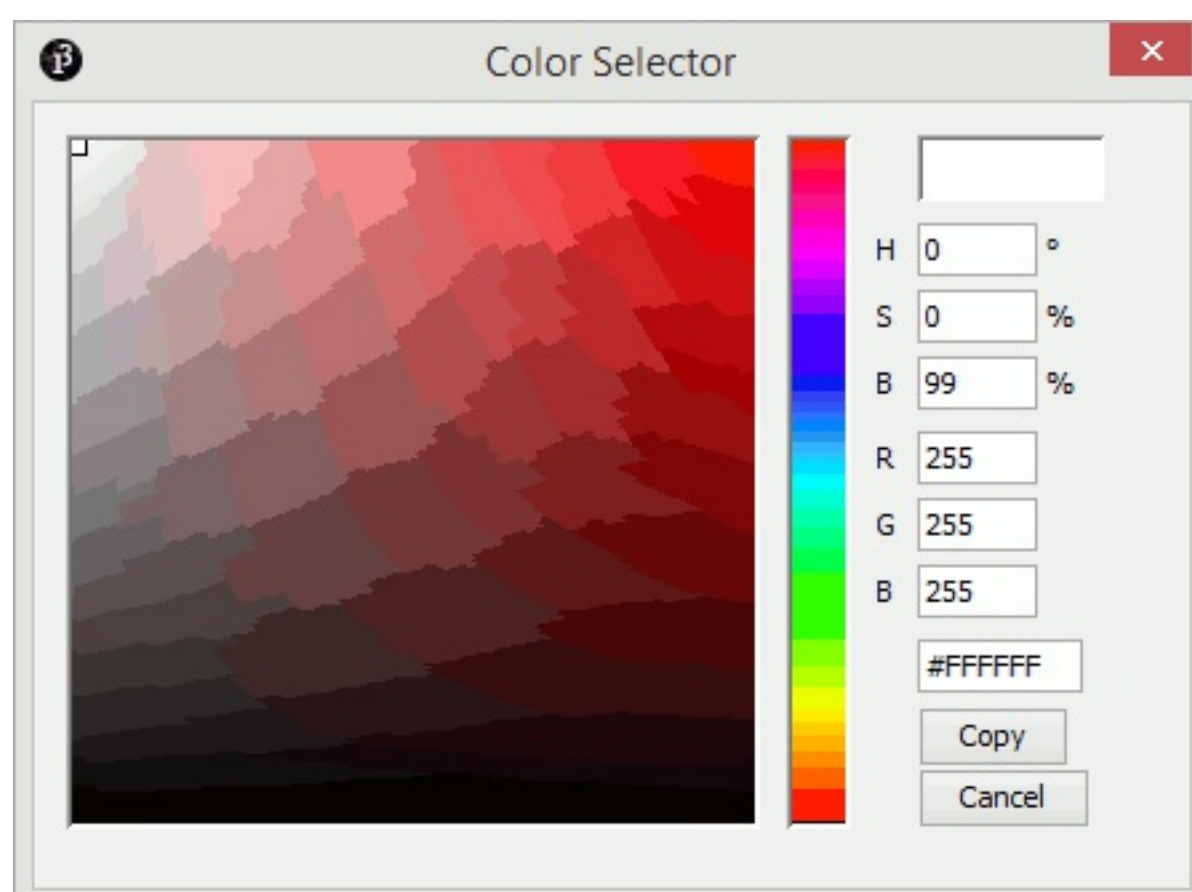 Color Selector
H 0 °
S 0 %
B 99 %
R 255
G 255
B 255
#FFFFFF
Copy
Cancel